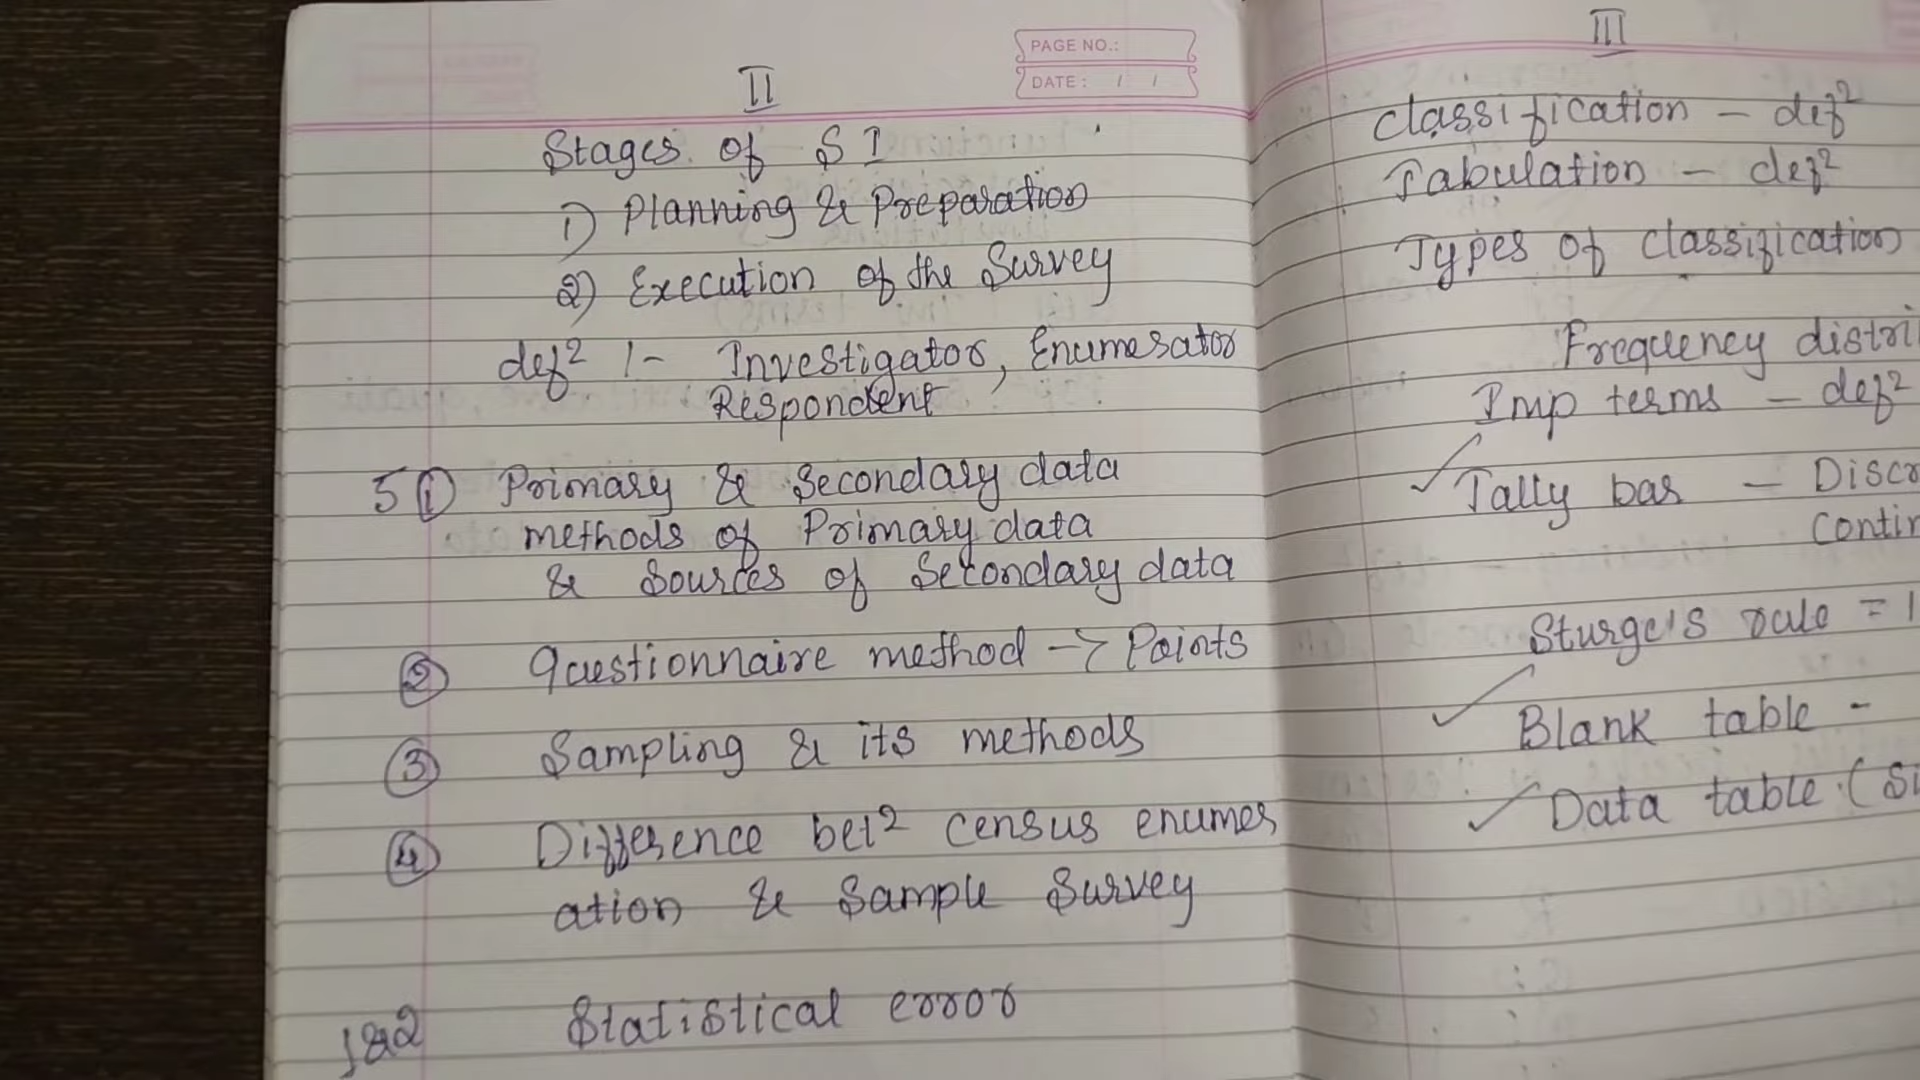 II
PAGE NO.:
DATE: / /
Stages of S I
1) Planning & Preparation
2) Execution of the Survey
def² :- Investigator, Enumerator
Respondent
5 ① Primary & Secondary data
methods of Primary data
& Sources of Secondary data
② Questionnaire method -> Points
③ Sampling & its methods
④ Difference bet² census enumer
ation & Sample Survey
1&2 Statistical error
III
Classification - def²
Tabulation - def²
Types of classification
Frequency distri
Imp terms - def²
✓ Tally bar - Discr
Contin
Sturge's rule = 1
✓ Blank table -
✓ Data table (Si